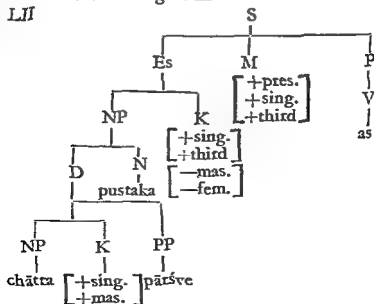 LII
S
Es M P
[+pres. +sing. +third]
V
as
NP K
[+sing. +third]
[—mas. —fem.]
D N
pustaka
NP K PP
chātra [+sing. +mas. pārśve